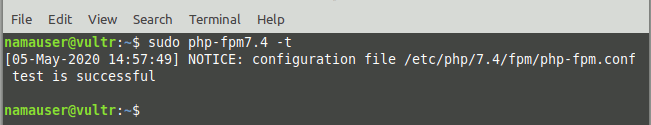 File Edit View Search Terminal Help
namauser@vultr:~$ sudo php-fpm7.4 -t
[05-May-2020 14:57:49] NOTICE: configuration file /etc/php/7.4/fpm/php-fpm.conf
 test is successful
namauser@vultr:~$